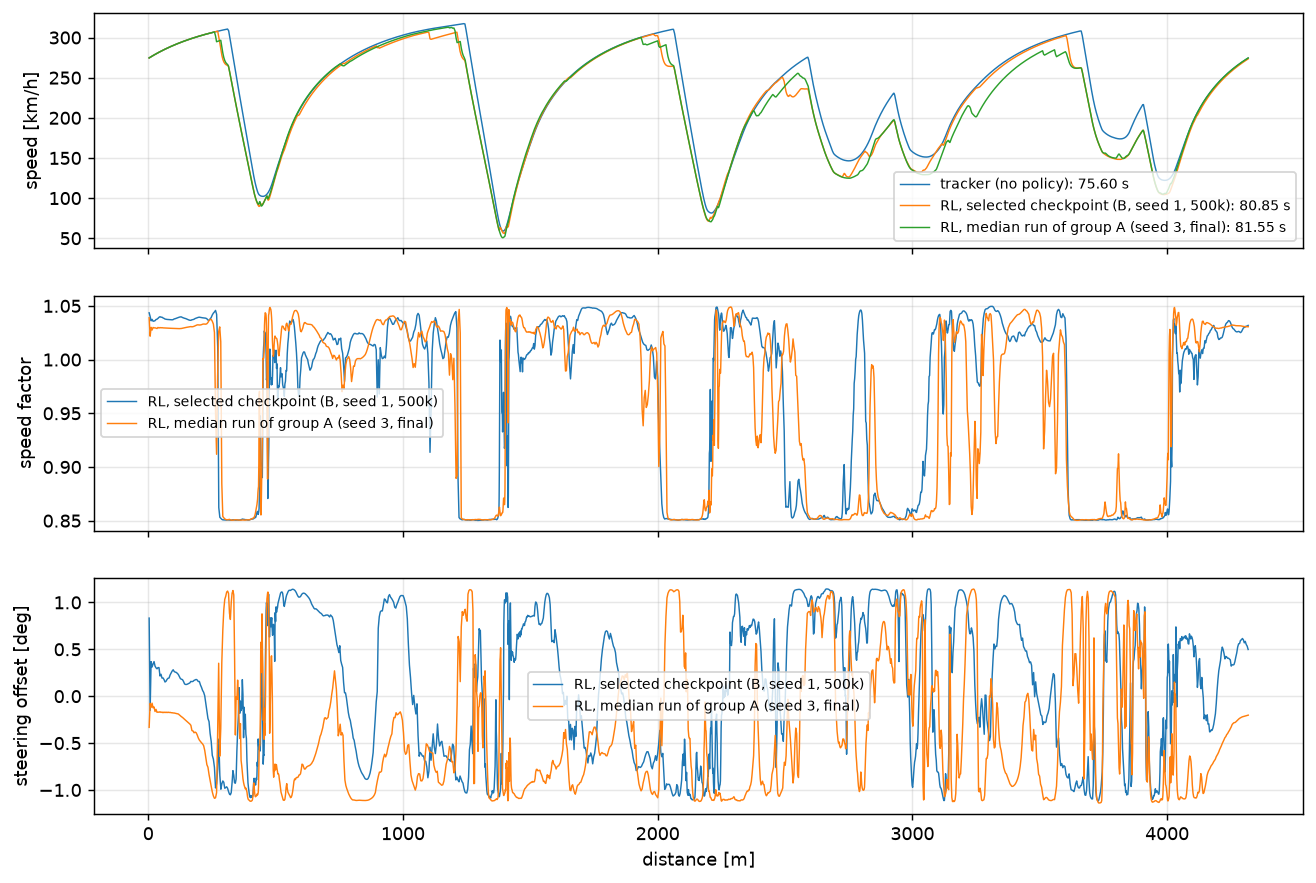 300
250
200
150
100
50
speed [km/h]
tracker (no policy): 75.60 s
RL, selected checkpoint (B, seed 1, 500k): 80.85 s
RL, median run of group A (seed 3, final): 81.55 s
1.05
1.00
0.95
0.90
0.85
speed factor
RL, selected checkpoint (B, seed 1, 500k)
RL, median run of group A (seed 3, final)
1.0
0.5
0.0
−0.5
−1.0
steering offset [deg]
RL, selected checkpoint (B, seed 1, 500k)
RL, median run of group A (seed 3, final)
0
1000
2000
3000
4000
distance [m]